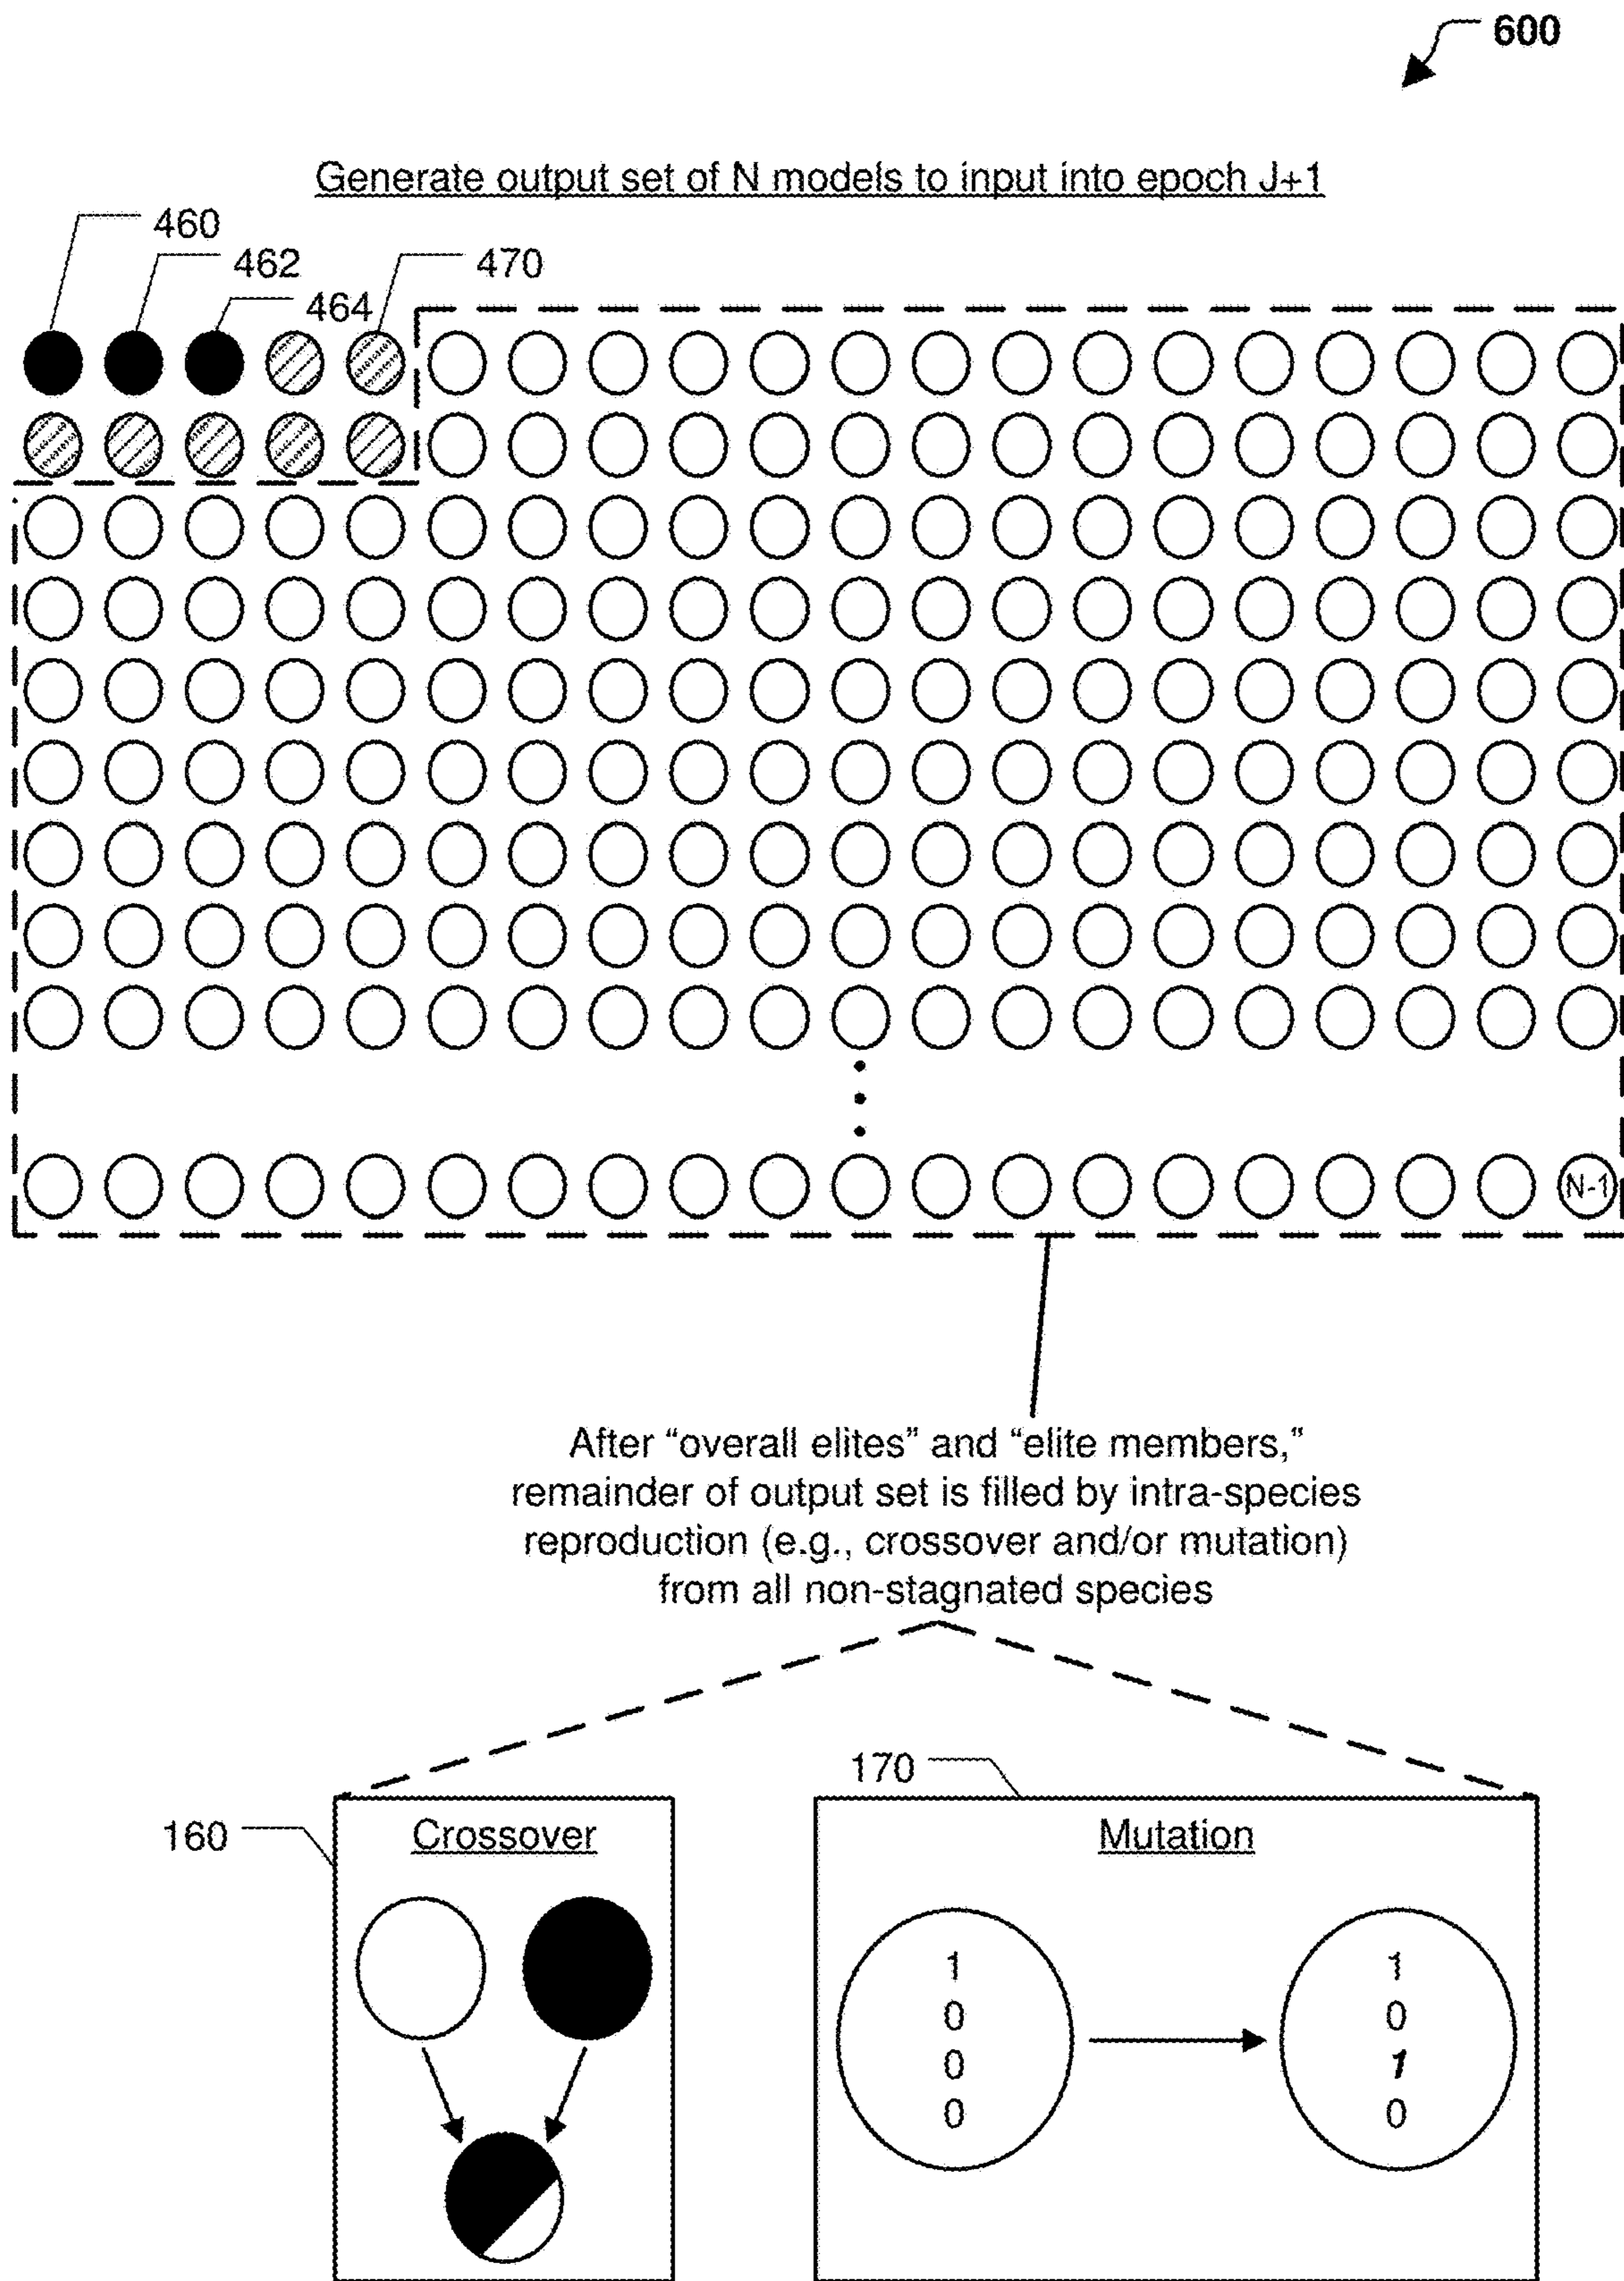 600
Generate output set of N models to input into epoch J+1
460
462
470
464
N-1
After “overall elites” and “elite members,”
remainder of output set is filled by intra-species
reproduction (e.g., crossover and/or mutation)
from all non-stagnated species
170
160
Crossover
Mutation
1
0
0
0
1
0
1
0